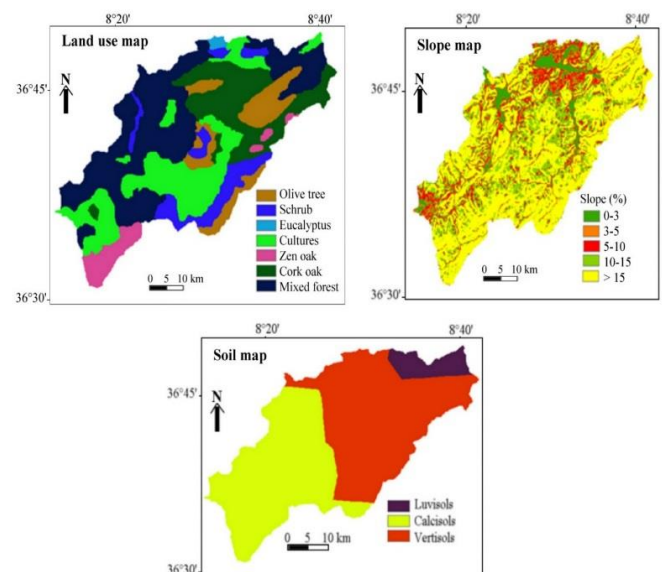 8°20'
8°40'
Land use map
36°45'
N
Olive tree
Schrub
Eucalyptus
Cultures
Zen oak
Cork oak
Mixed forest
0 5 10 km
36°30'
8°20'
8°40'
Slope map
36°45'
N
Slope (%)
0-3
3-5
5-10
10-15
> 15
0 5 10 km
36°30'
8°20'
8°40'
Soil map
36°45'
N
Luvisols
Calcisols
Vertisols
0 5 10 km
36°30'